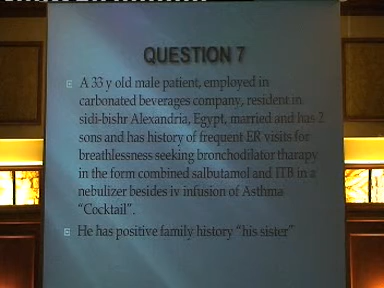 QUESTION 7
A 33 y old male patient, employed in
carbonated beverages company, resident in
sidi-bishr Alexandria, Egypt, married and has 2
sons and has history of frequent ER visits for
breathlessness seeking bronchodilator tharapy
in the form combined salbutamol and ITB in a
nebulizer besides iv infusion of Asthma
“Cocktail”.
He has positive family history “his sister”